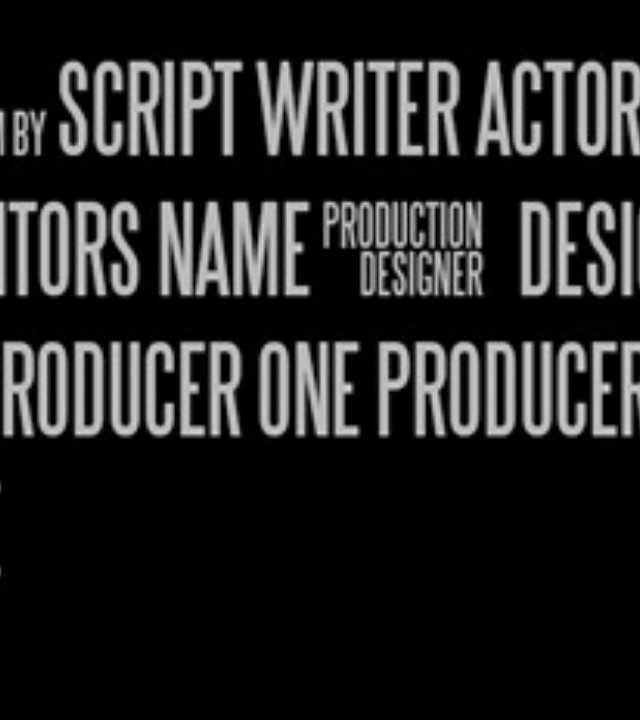 BY SCRIPT WRITER ACTOR
ITORS NAME PRODUCTION DESIGNER DESI
RODUCER ONE PRODUCER